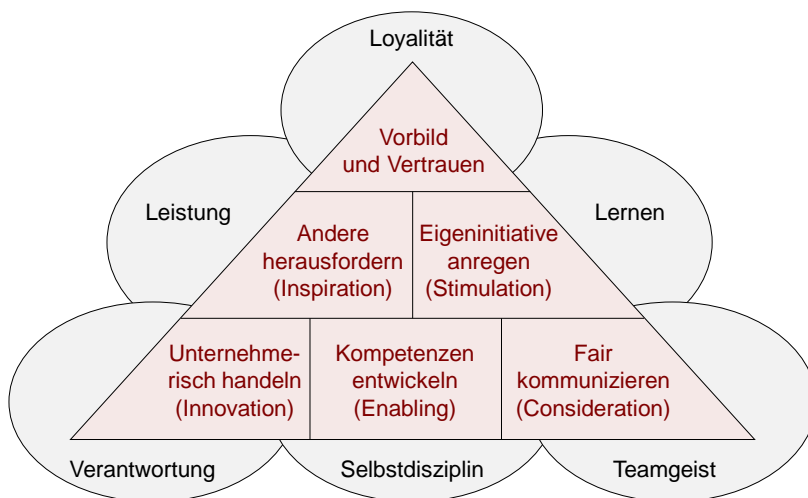 Loyalität
Vorbild
und Vertrauen
Leistung
Lernen
Andere
herausfordern
(Inspiration)
Eigeninitiative
anregen
(Stimulation)
Unternehme-
risch handeln
(Innovation)
Kompetenzen
entwickeln
(Enabling)
Fair
kommunizieren
(Consideration)
Verantwortung
Selbstdisziplin
Teamgeist